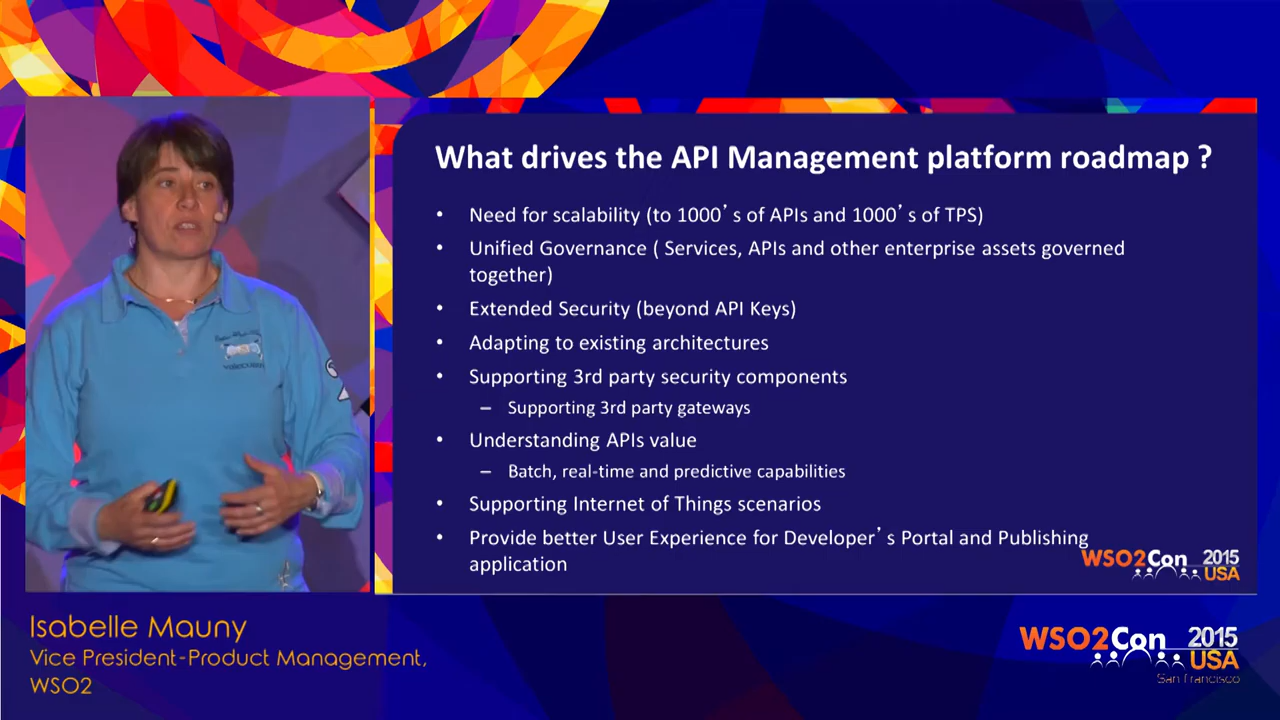 What drives the API Management platform roadmap ?
• Need for scalability (to 1000's of APIs and 1000's of TPS)
• Unified Governance ( Services, APIs and other enterprise assets governed
together)
• Extended Security (beyond API Keys)
• Adapting to existing architectures
• Supporting 3rd party security components
– Supporting 3rd party gateways
• Understanding APIs value
– Batch, real-time and predictive capabilities
• Supporting Internet of Things scenarios
• Provide better User Experience for Developer's Portal and Publishing
application
WSO2Con 2015
USA
Isabelle Mauny
Vice President-Product Management,
WSO2
WSO2Con 2015
USA
San Francisco